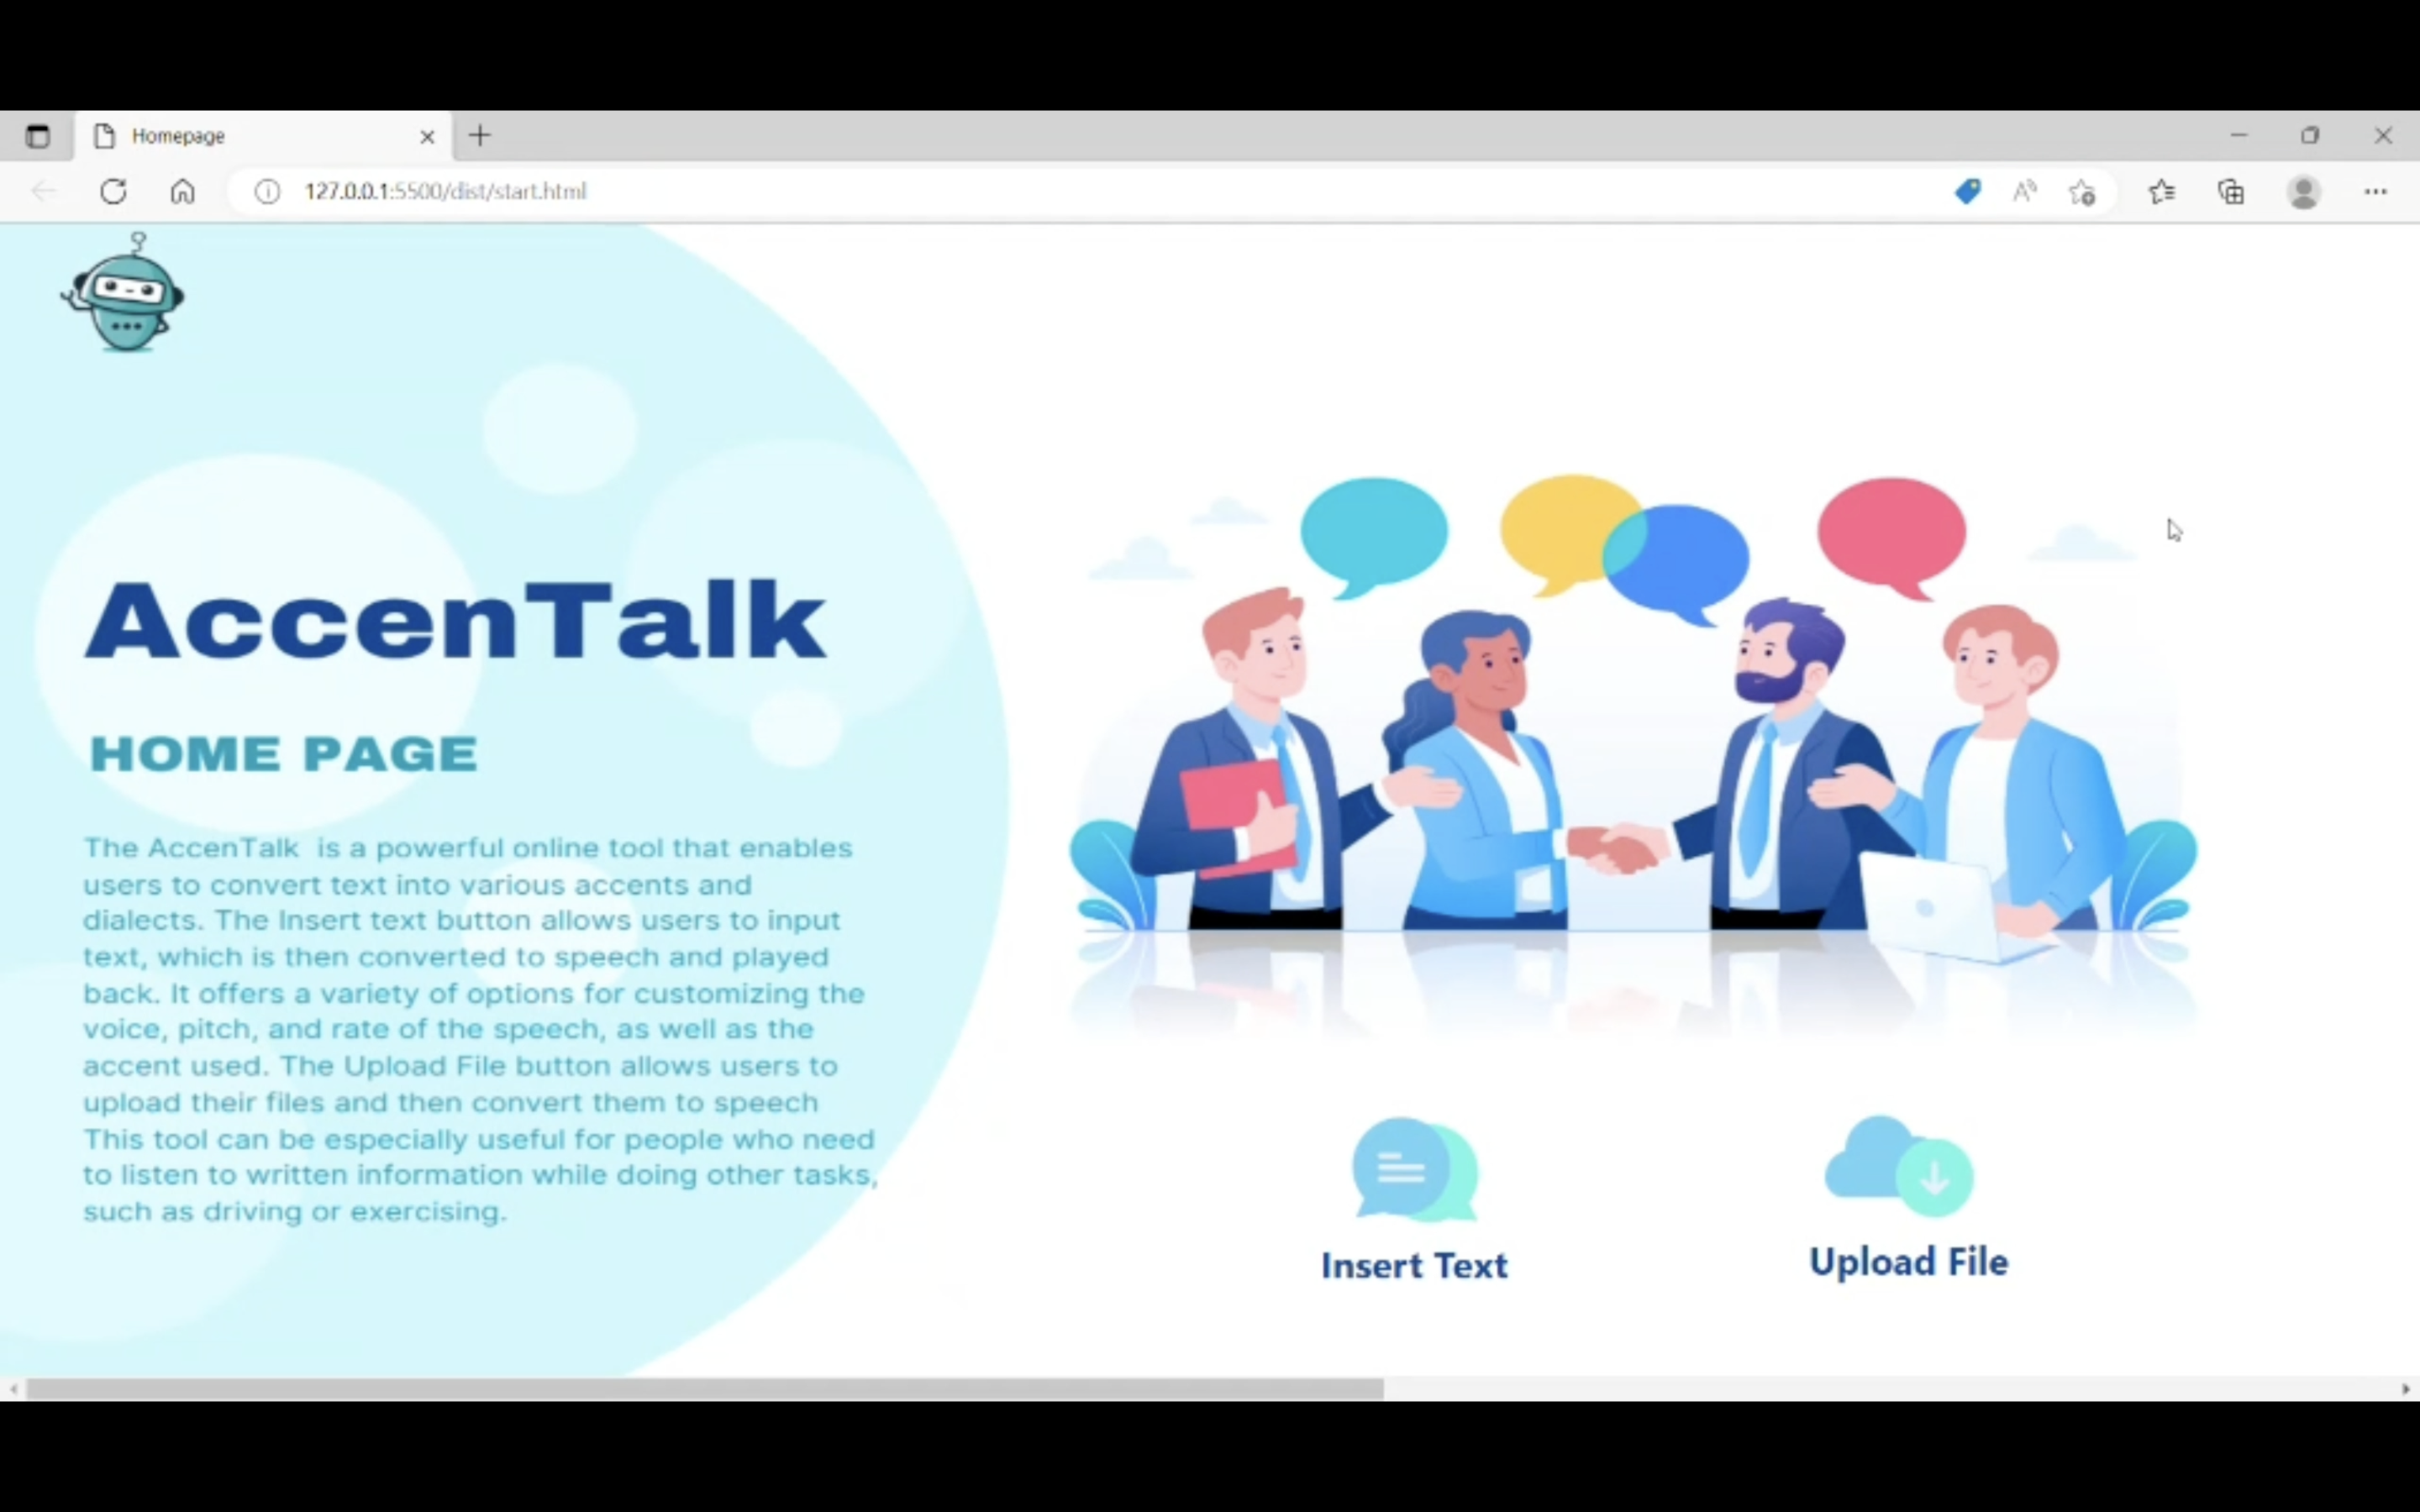 Homepage
127.0.0.1:5500/dist/start.html
AccenTalk
HOME PAGE
The AccenTalk is a powerful online tool that enables
users to convert text into various accents and
dialects. The Insert text button allows users to input
text, which is then converted to speech and played
back. It offers a variety of options for customizing the
voice, pitch, and rate of the speech, as well as the
accent used. The Upload File button allows users to
upload their files and then convert them to speech
This tool can be especially useful for people who need
to listen to written information while doing other tasks,
such as driving or exercising.
Insert Text
Upload File